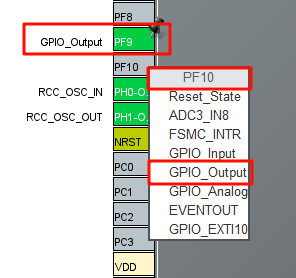 PF8
GPIO_Output PF9
PF10
RCC_OSC_IN PH0-O.
RCC_OSC_OUT PH1-O.
NRST
PC0
PC1
PC2
PC3
VDD
PF10
Reset_State
ADC3_IN8
FSMC_INTR
GPIO_Input
GPIO_Output
GPIO_Analog
EVENTOUT
GPIO_EXTI10